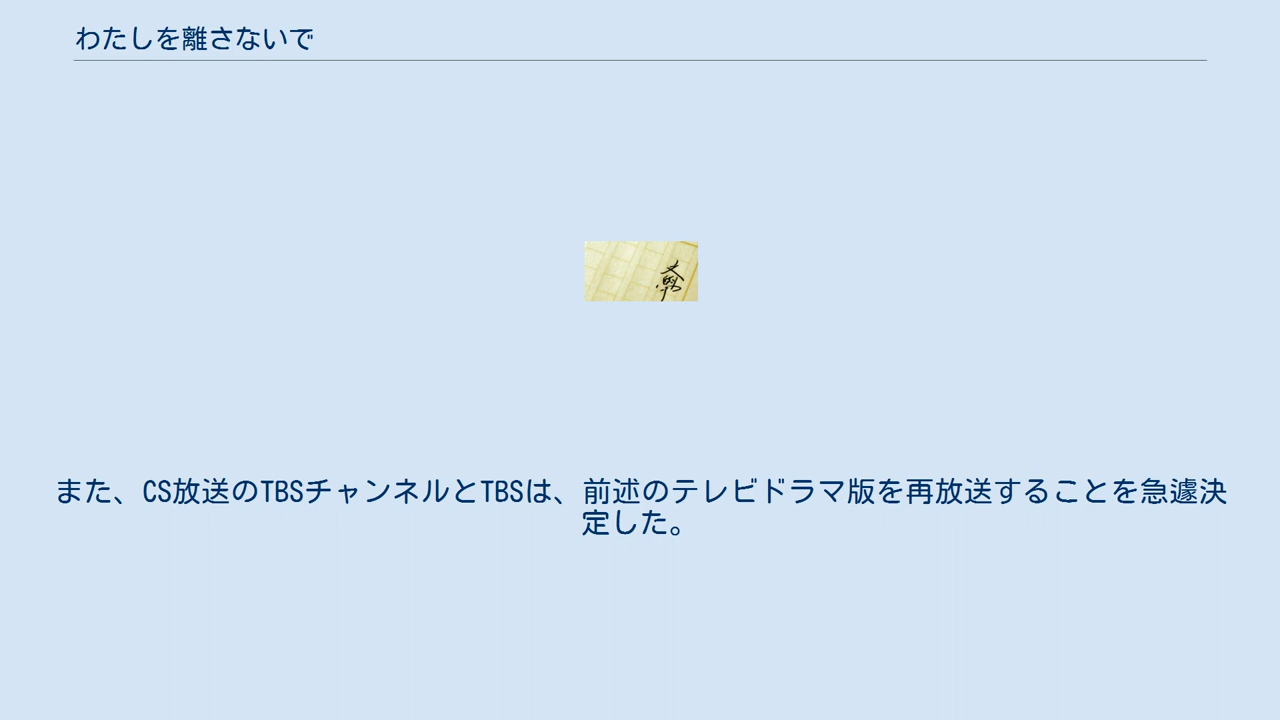 わたしを離さないで
また、CS放送のTBSチャンネルとTBSは、前述のテレビドラマ版を再放送することを急遽決
定した。